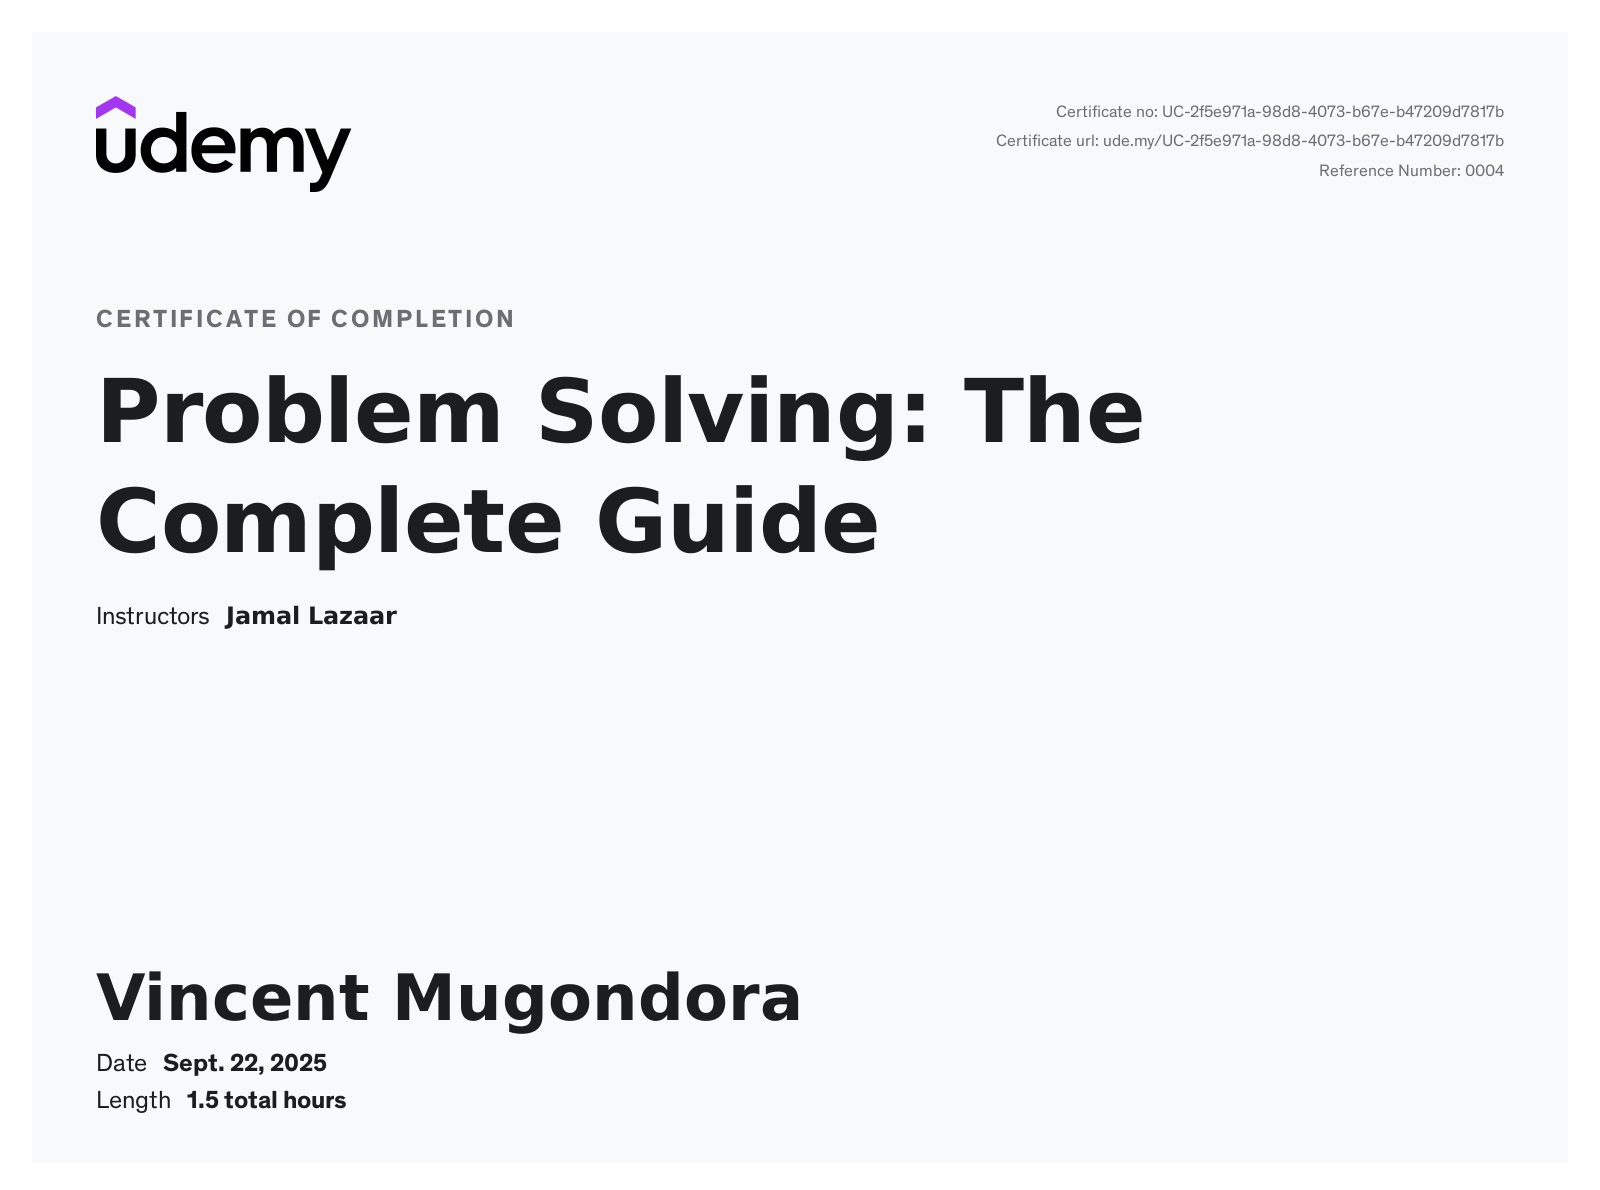 udemy
Certificate no: UC-2f5e971a-98d8-4073-b67e-b47209d7817b
Certificate url: ude.my/UC-2f5e971a-98d8-4073-b67e-b47209d7817b
Reference Number: 0004
CERTIFICATE OF COMPLETION
Problem Solving: The
Complete Guide
Instructors Jamal Lazaar
Vincent Mugondora
Date Sept. 22, 2025
Length 1.5 total hours